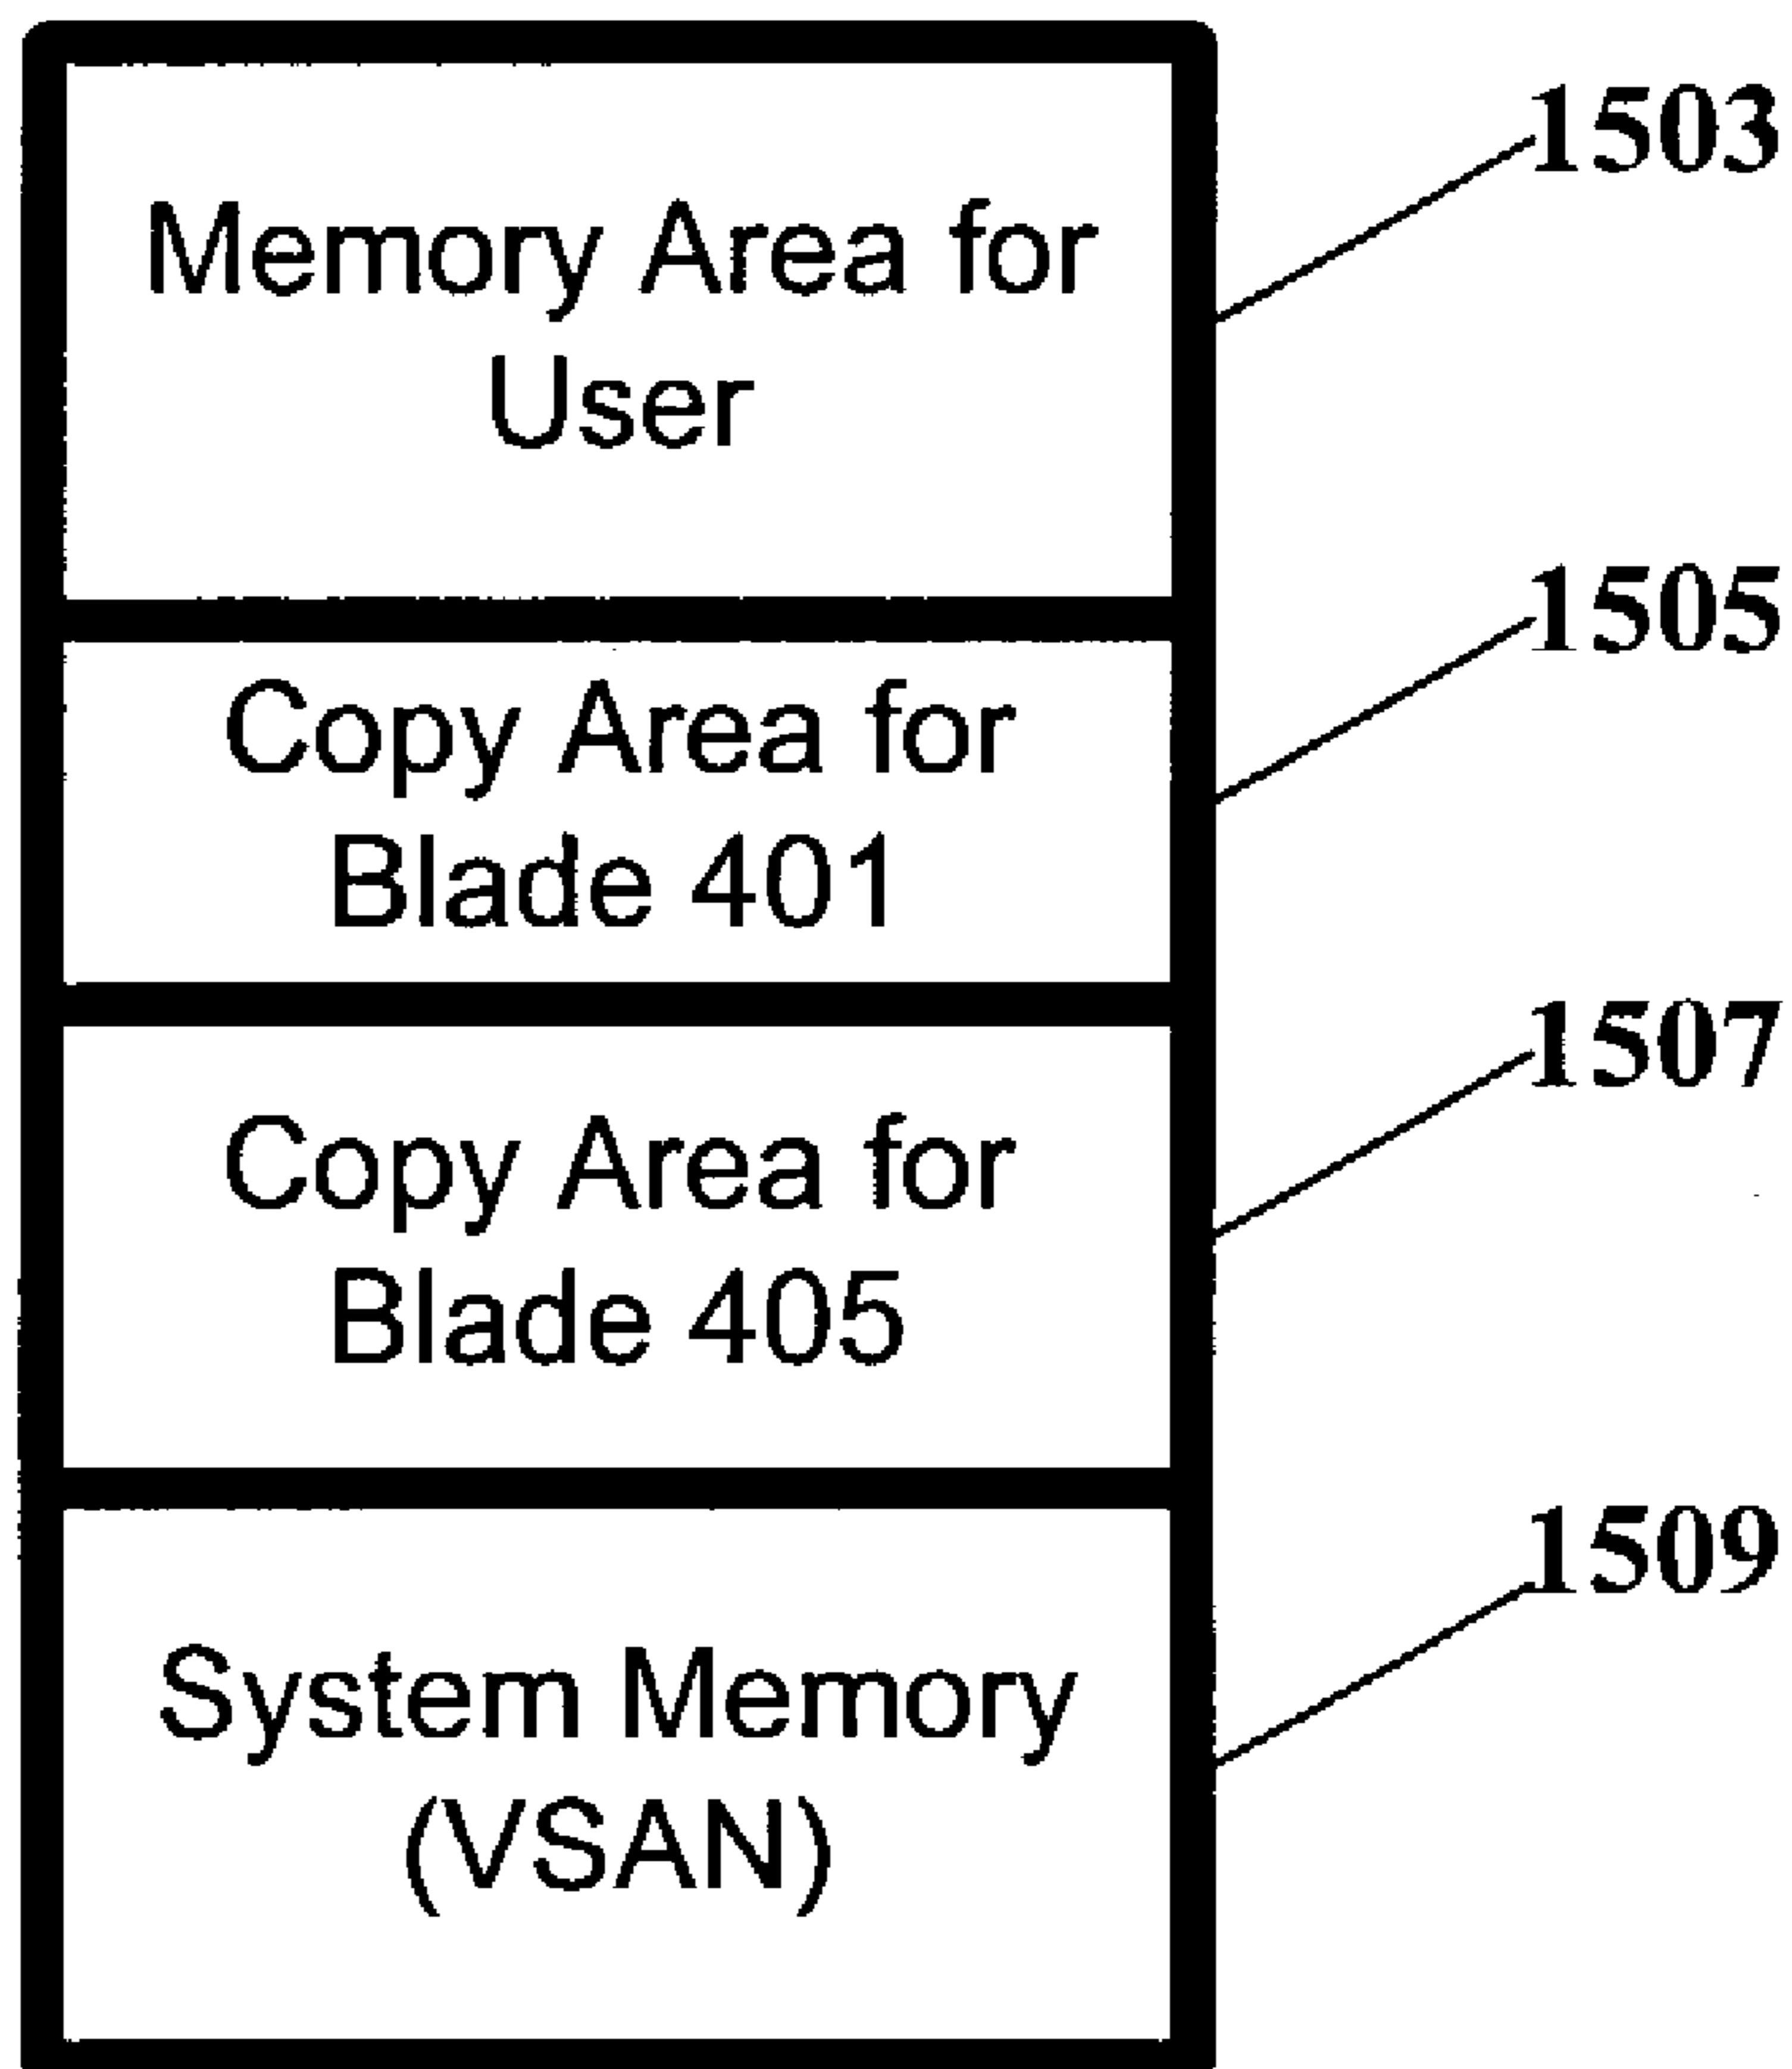 1503
Memory Area for
User
1505
Copy Area for
Blade 401
1507
Copy Area for
Blade 405
1509
System Memory
(VSAN)